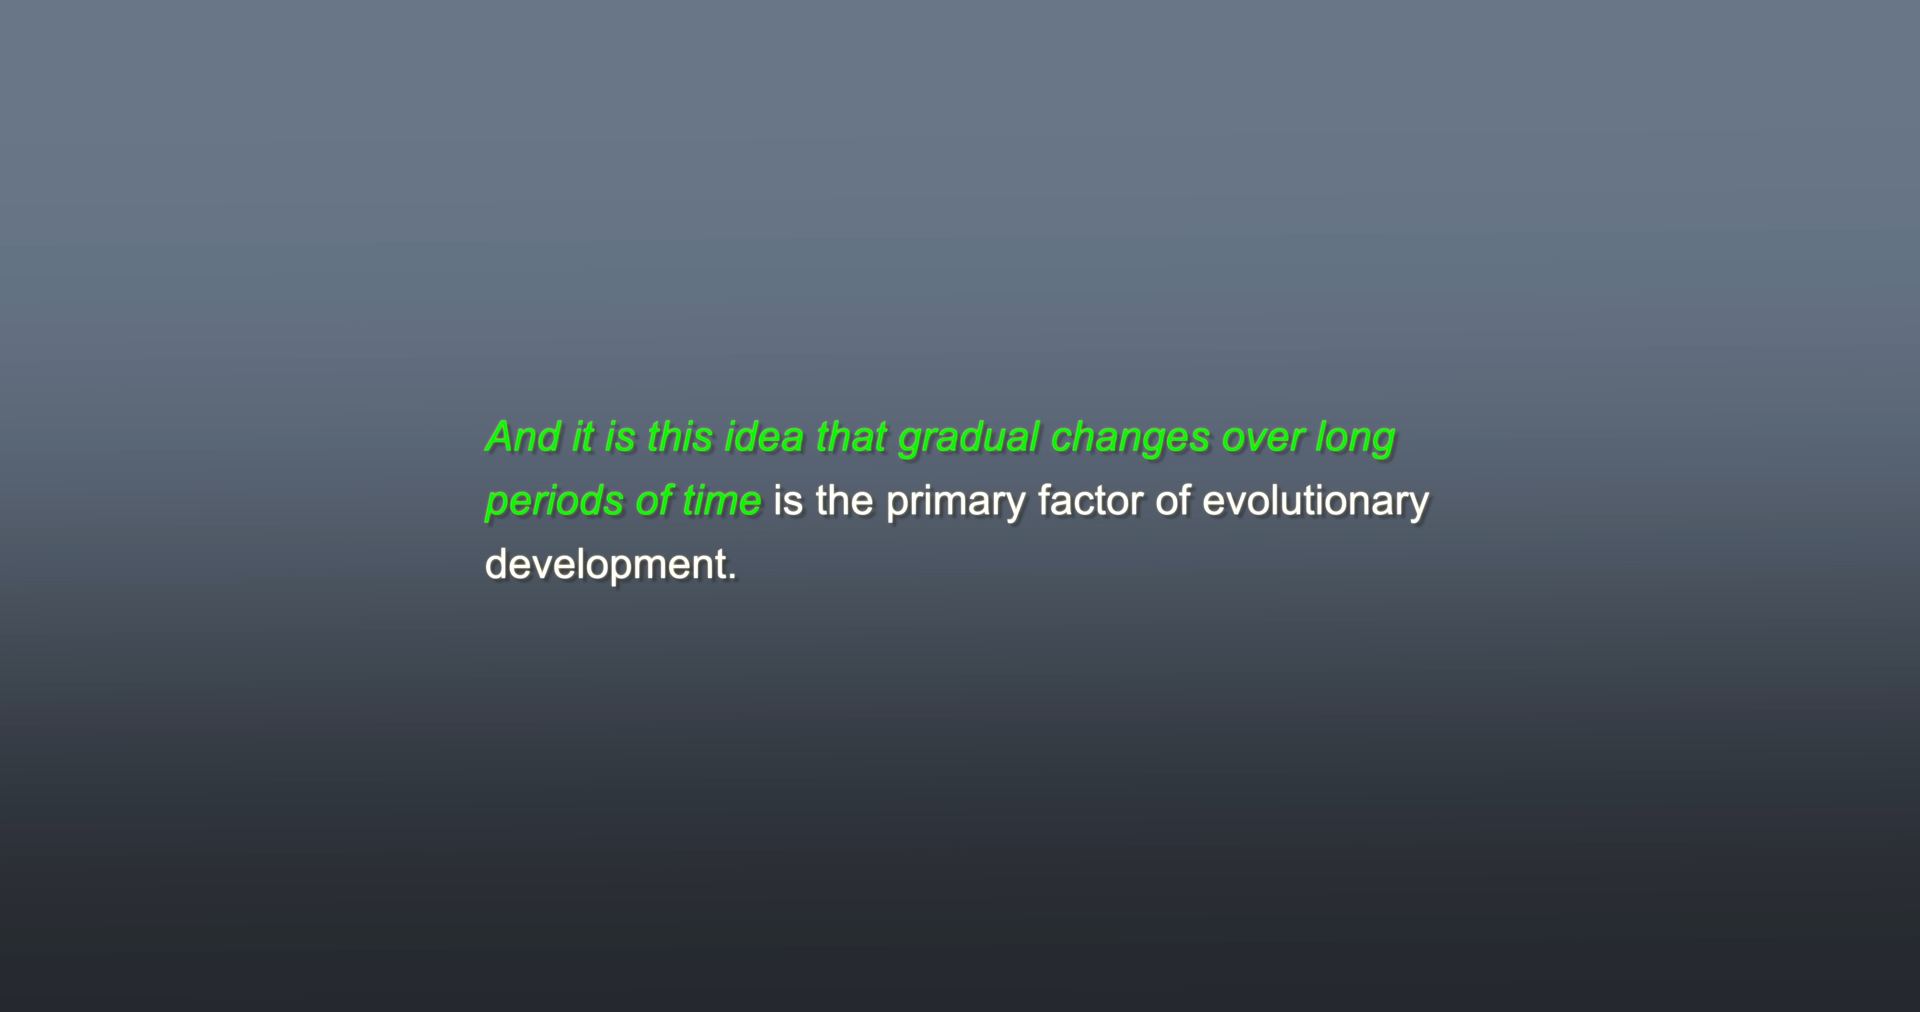 And it is this idea that gradual changes over long
periods of time is the primary factor of evolutionary
development.